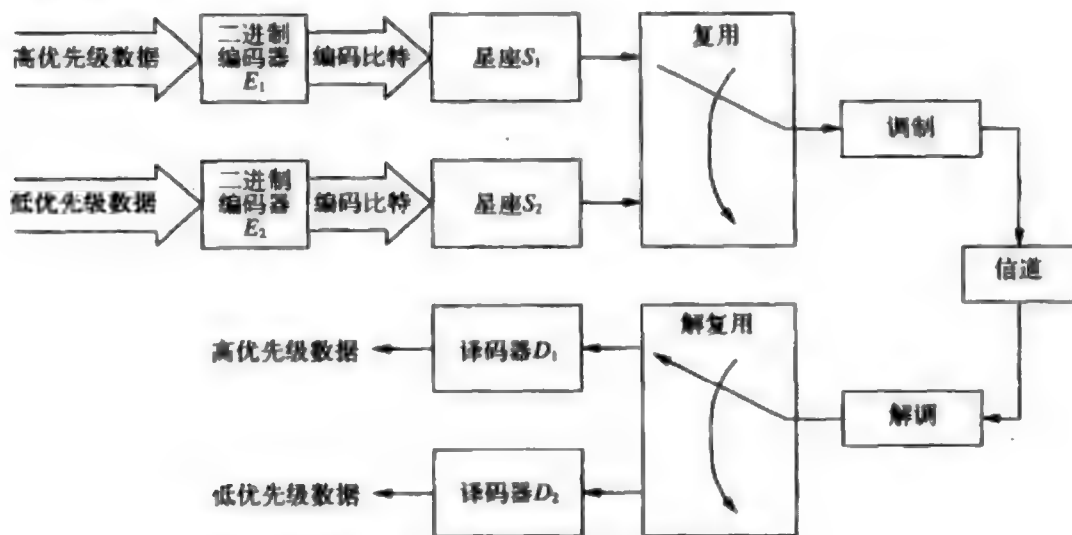 高优先级数据
二进制
编码器
E₁
编码比特
星座S₁
复用
调制
低优先级数据
二进制
编码器
E₂
编码比特
星座S₂
信道
高优先级数据
译码器D₁
解复用
解调
低优先级数据
译码器D₂